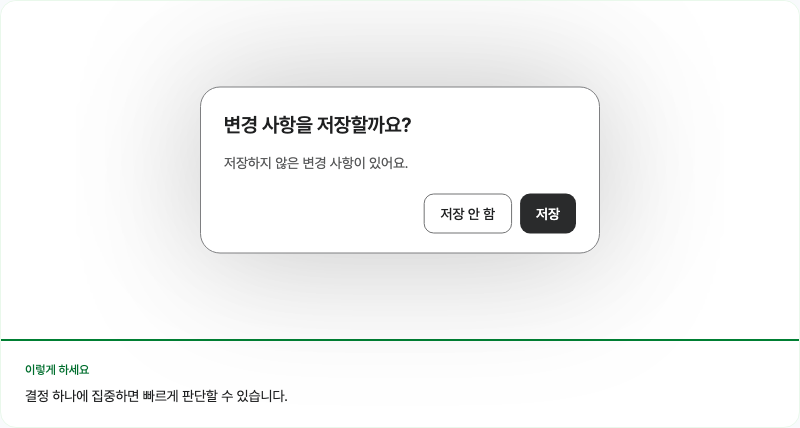 변경 사항을 저장할까요?
저장하지 않은 변경 사항이 있어요.
저장 안 함
저장
이렇게 하세요
결정 하나에 집중하면 빠르게 판단할 수 있습니다.